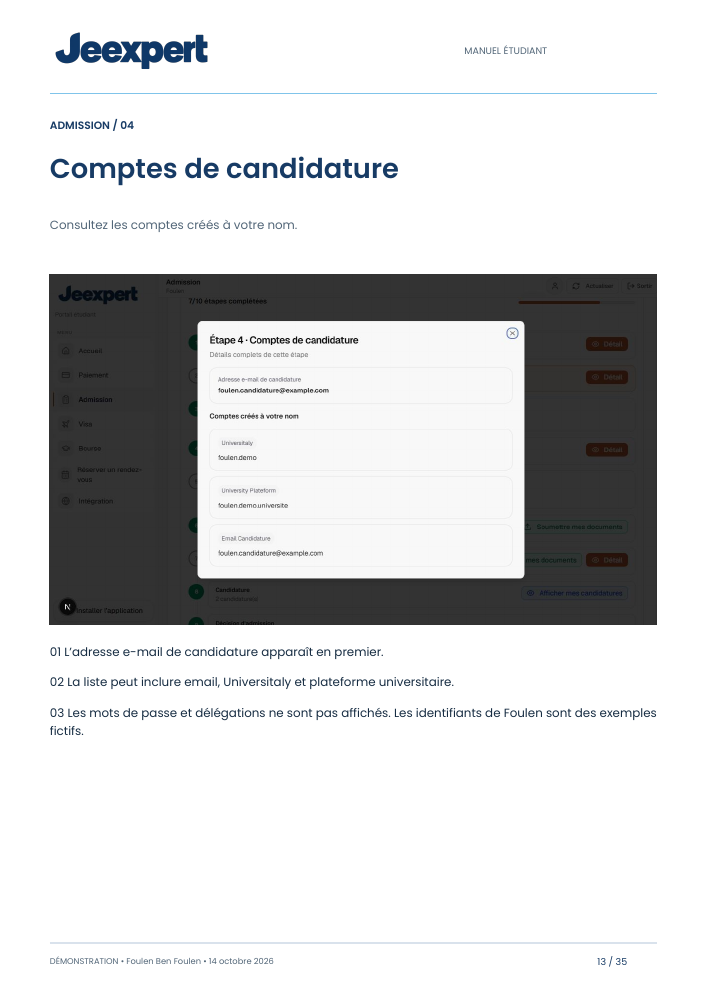 Jeexpert
MANUEL ÉTUDIANT
ADMISSION / 04
Comptes de candidature
Consultez les comptes créés à votre nom.
Jeexpert
Portail étudiant
MENU
Accueil
Paiement
Admission
Visa
Bourse
Réserver un rendez-
vous
Intégration
Installer l'application
N
Admission
Foulen
Actualiser
Sortir
7/10 étapes complétées
Détail
Détail
Détail
Soumettre mes documents
mes documents
Détail
Candidature
2 candidature(s)
Afficher mes candidatures
Décision d'admission
Étape 4 · Comptes de candidature
Détails complets de cette étape
Adresse e-mail de candidature
foulen.candidature@example.com
Comptes créés à votre nom
Universitaly
foulen.demo
University Plateform
foulen.demo.universite
Email Candidature
foulen.candidature@example.com
01 L’adresse e-mail de candidature apparaît en premier.
02 La liste peut inclure email, Universitaly et plateforme universitaire.
03 Les mots de passe et délégations ne sont pas affichés. Les identifiants de Foulen sont des exemples
fictifs.
DÉMONSTRATION • Foulen Ben Foulen • 14 octobre 2026
13 / 35